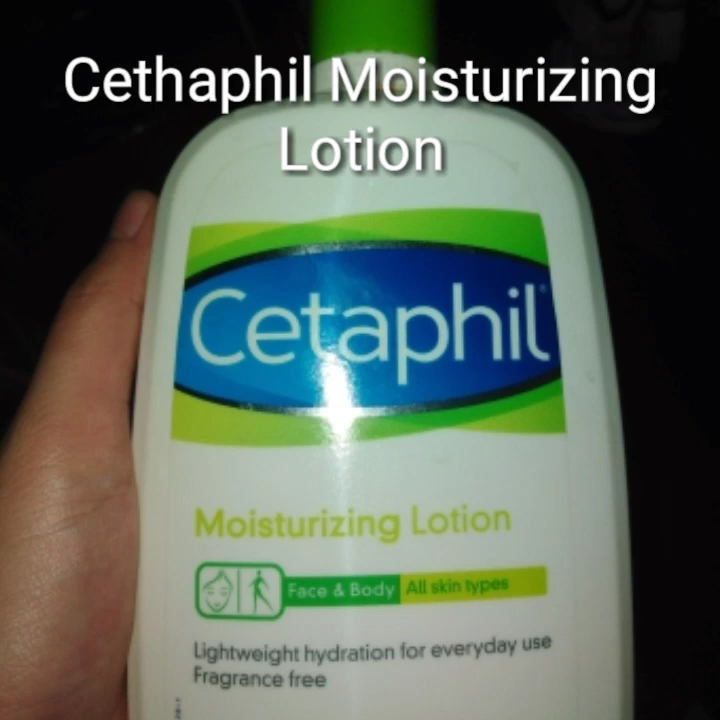 Cethaphil Moisturizing
Lotion
Cetaphil
Moisturizing Lotion
Face & Body All skin types
Lightweight hydration for everyday use
Fragrance free